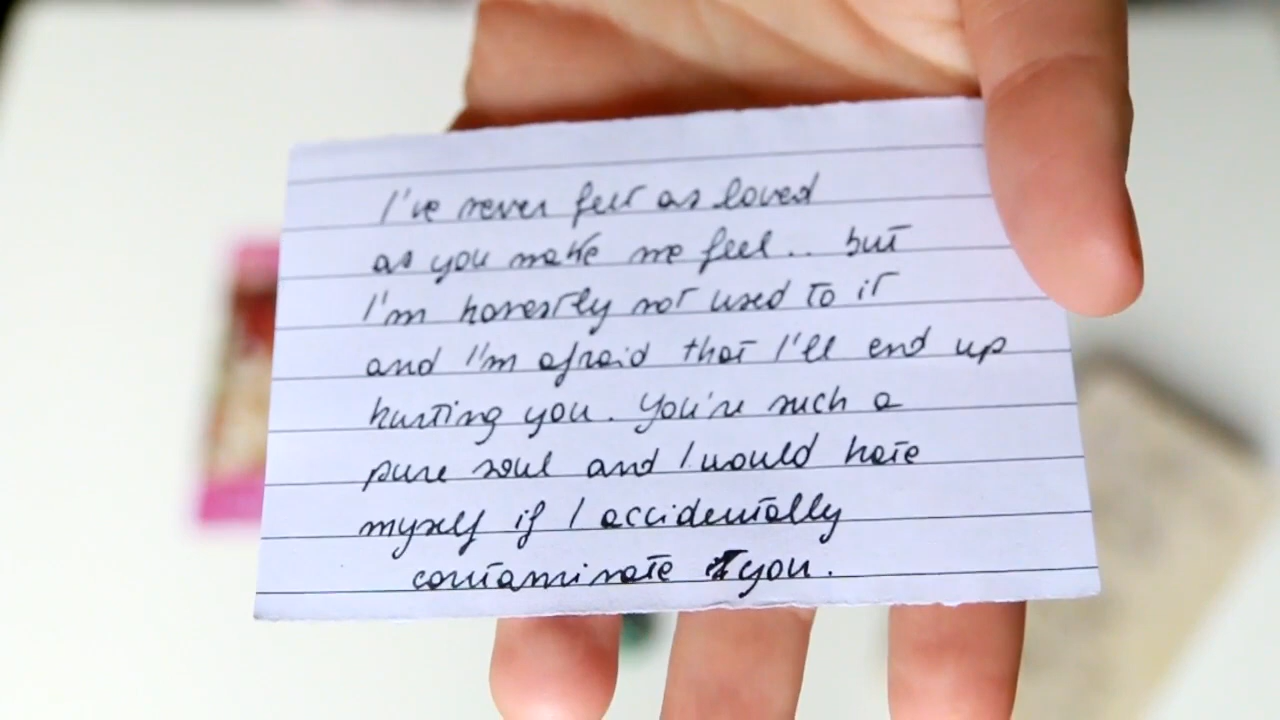 I've never felt as loved
as you make me feel.. but
I'm honestly not used to it
and I'm afraid that I'll end up
hurting you. You're such a
pure soul and I would hate
myself if I accidentally
contaminate you.